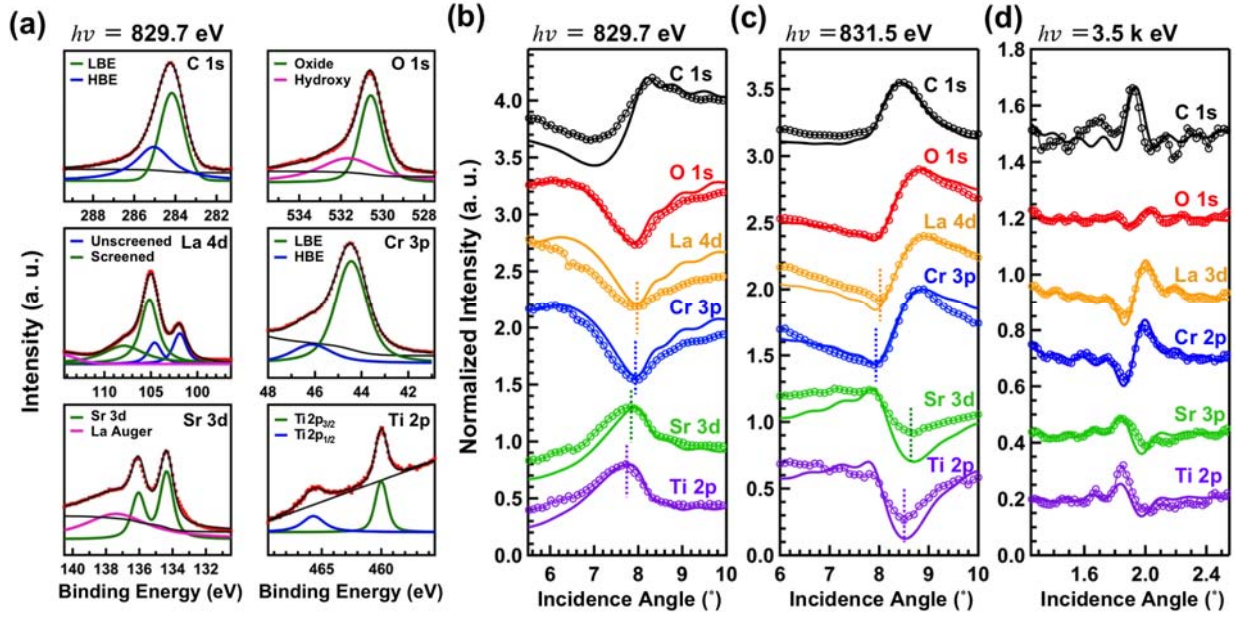 (a)
hν = 829.7 eV
Intensity (a. u.)
LBE
HBE
C 1s
288 286 284 282
Oxide
Hydroxy
O 1s
534 532 530 528
Unscreened
Screened
La 4d
110 105 100
LBE
HBE
Cr 3p
48 46 44 42
Sr 3d
La Auger
Sr 3d
140 138 136 134 132
Binding Energy (eV)
Ti 2p3/2
Ti 2p1/2
Ti 2p
465 460
Binding Energy (eV)
(b)
hν = 829.7 eV
Normalized Intensity (a. u.)
4.0
3.5
3.0
2.5
2.0
1.5
1.0
0.5
0.0
C 1s
O 1s
La 4d
Cr 3p
Sr 3d
Ti 2p
6 7 8 9 10
Incidence Angle (°)
(c)
hν = 831.5 eV
3.5
3.0
2.5
2.0
1.5
1.0
0.5
0.0
C 1s
O 1s
La 4d
Cr 3p
Sr 3d
Ti 2p
6 7 8 9 10
Incidence Angle (°)
(d)
hν = 3.5 k eV
1.8
1.6
1.4
1.2
1.0
0.8
0.6
0.4
0.2
0.0
C 1s
O 1s
La 3d
Cr 2p
Sr 3p
Ti 2p
1.6 2.0 2.4
Incidence Angle (°)